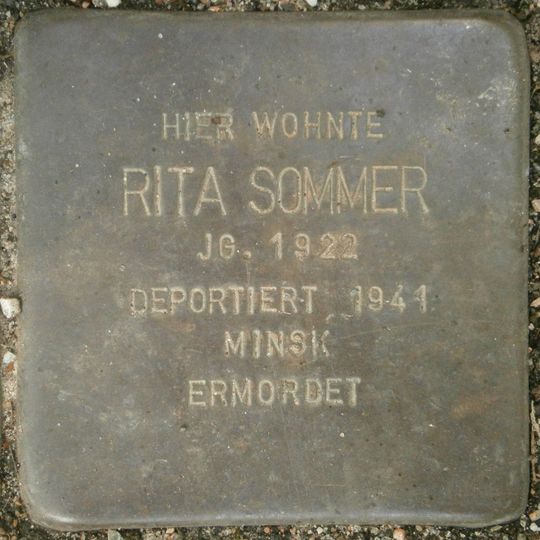 HIER WOHNTE
RITA SOMMER
JG. 1922
DEPORTIERT 1941
MINSK
ERMORDET